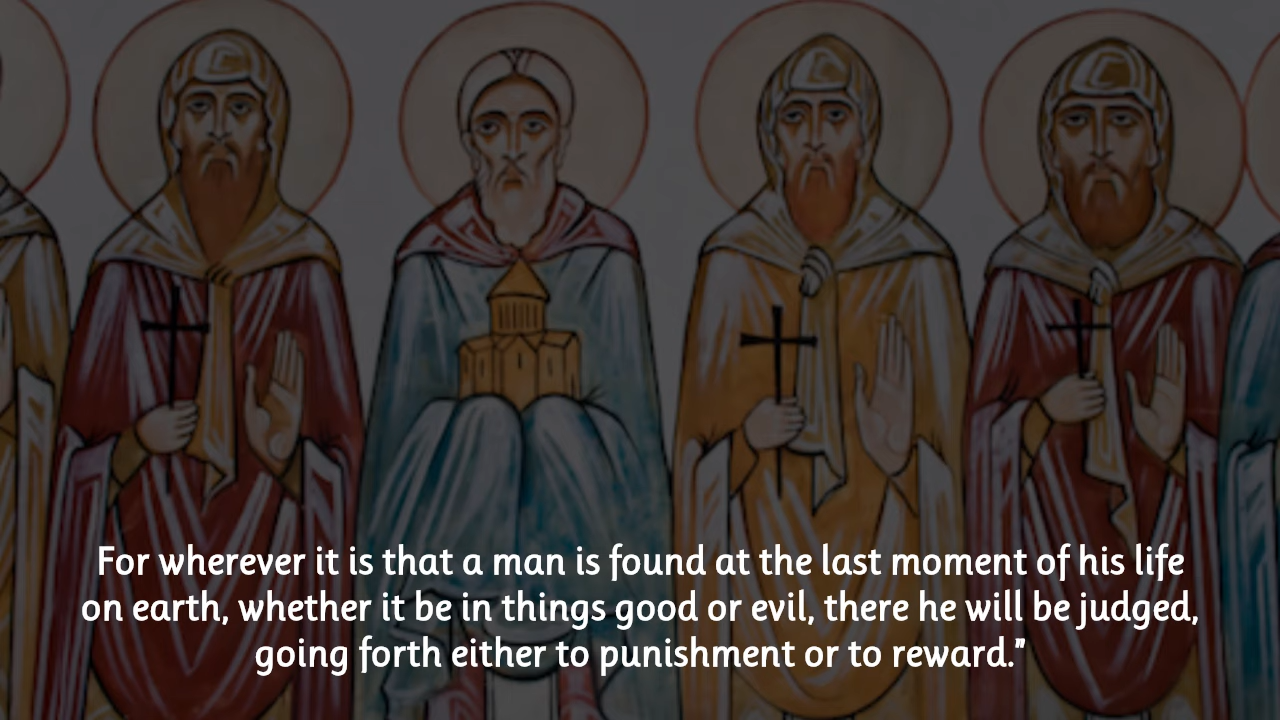 For wherever it is that a man is found at the last moment of his life
on earth, whether it be in things good or evil, there he will be judged,
going forth either to punishment or to reward."